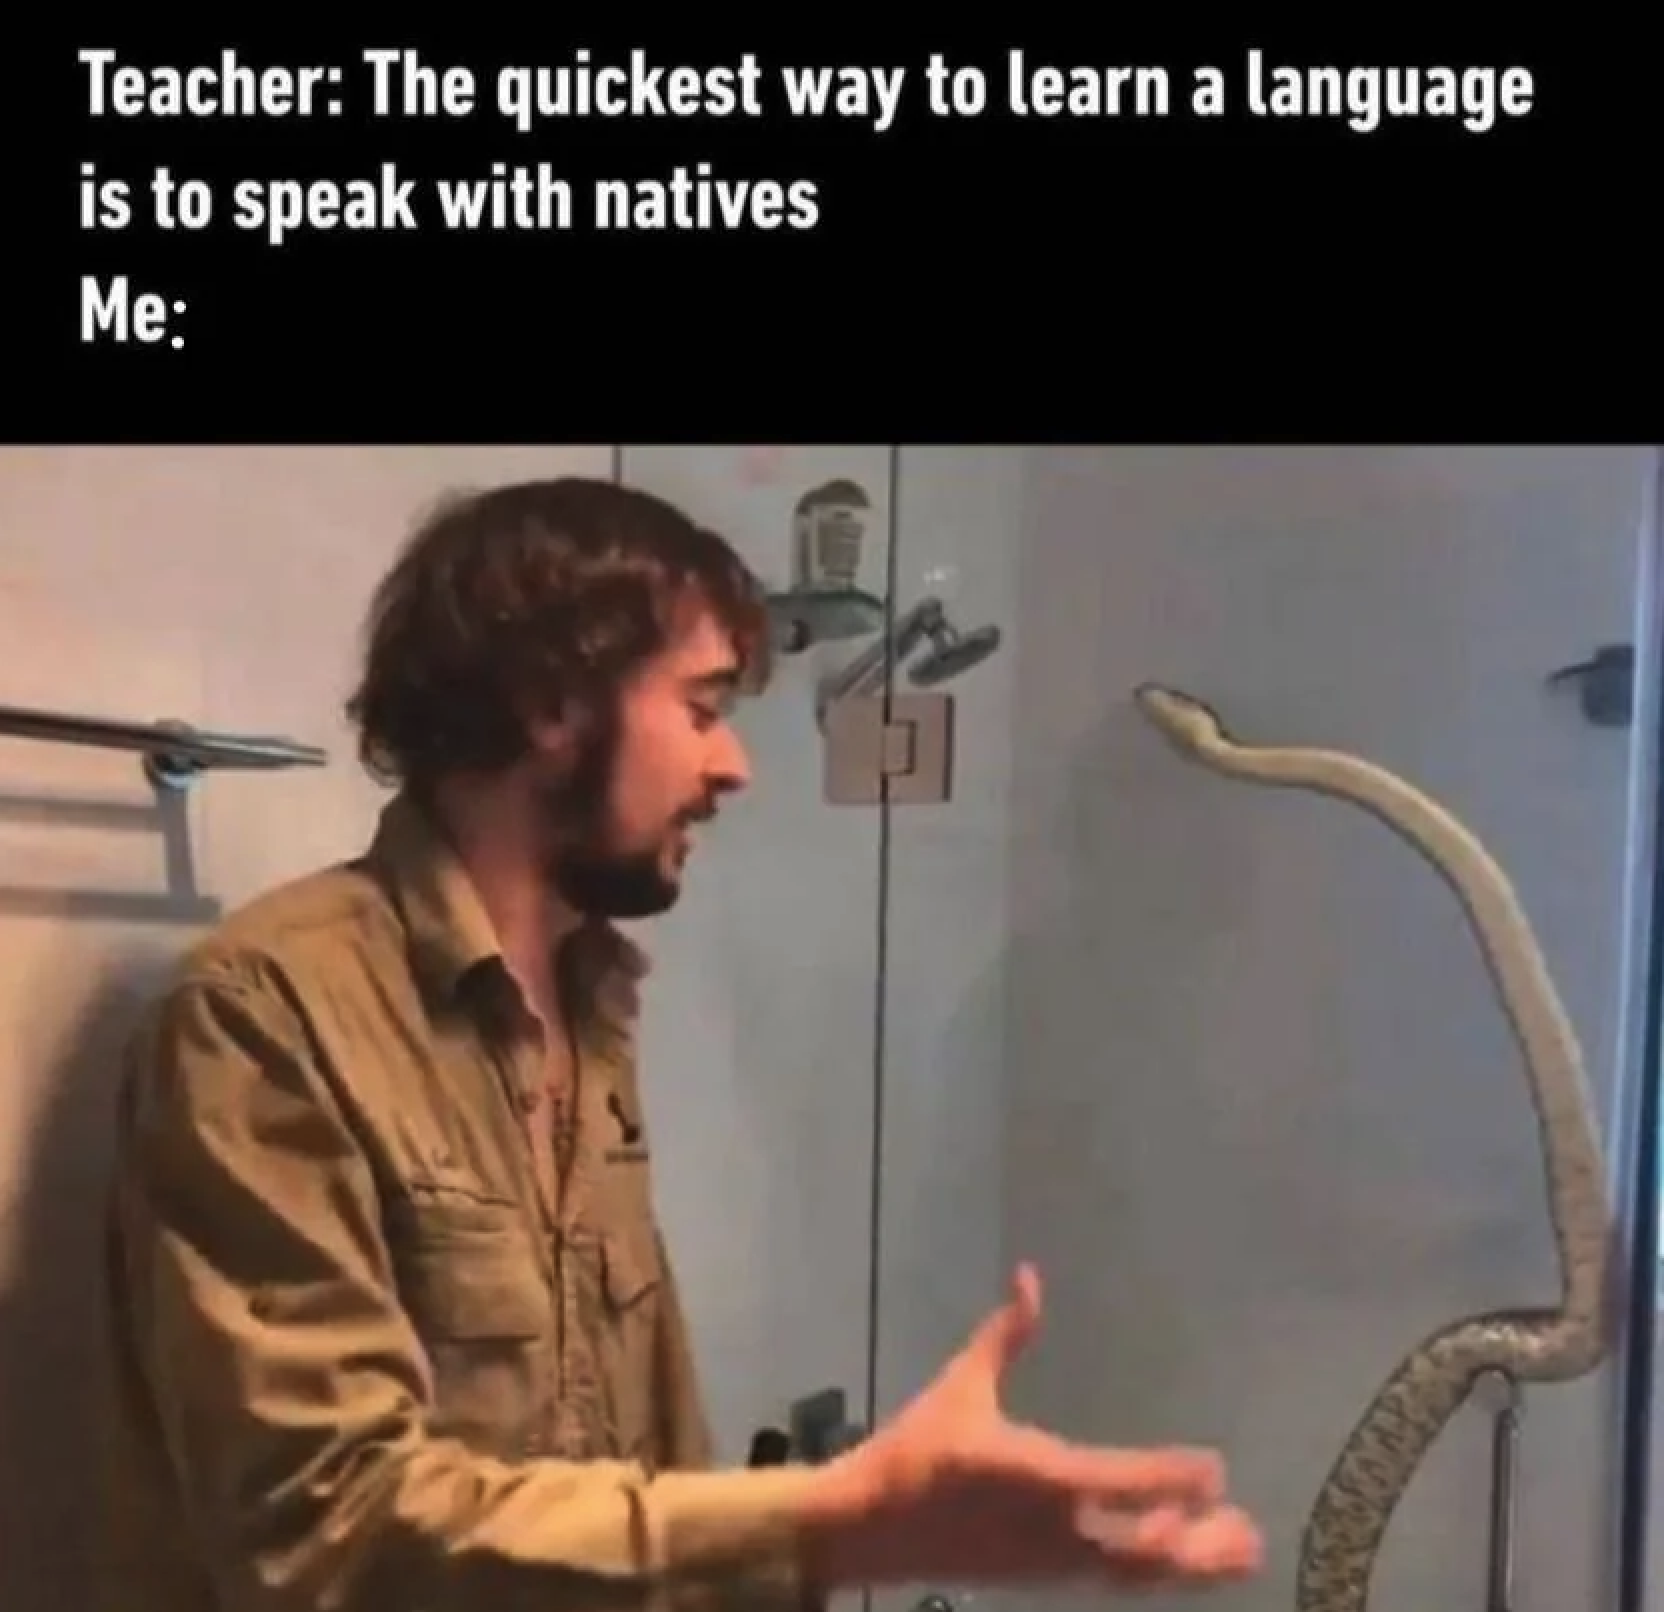 Teacher: The quickest way to learn a language
is to speak with natives
Me: